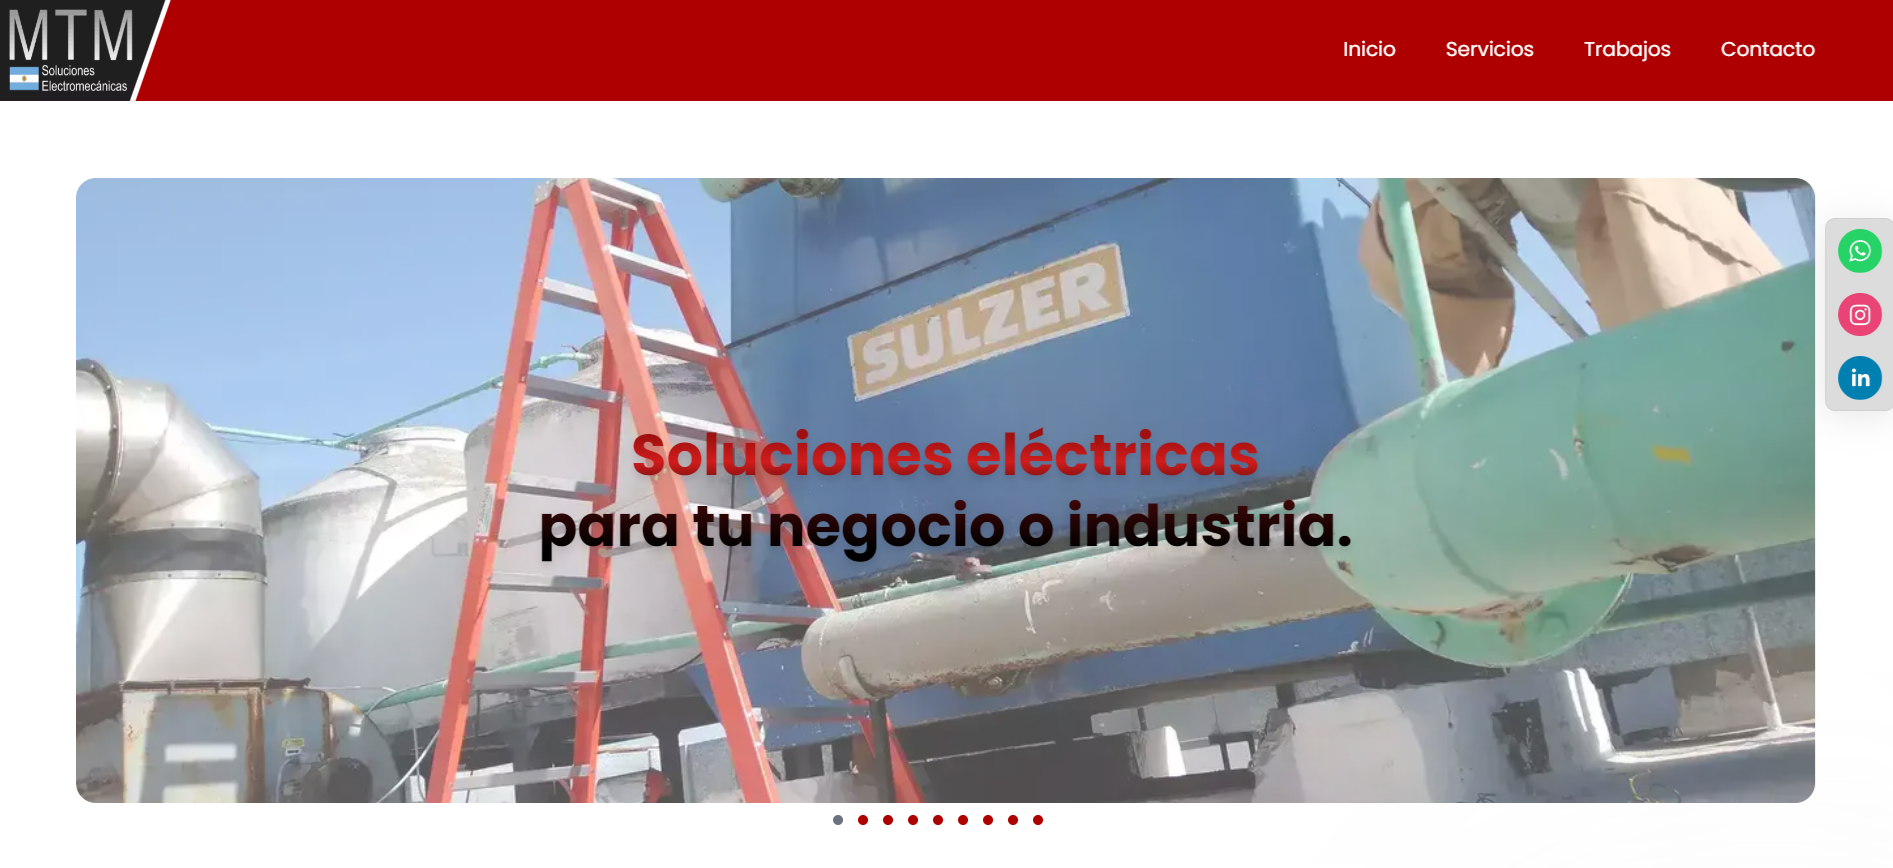 MTM
Soluciones
Electromecánicas
Inicio
Servicios
Trabajos
Contacto
SULZER
Soluciones eléctricas
para tu negocio o industria.
in